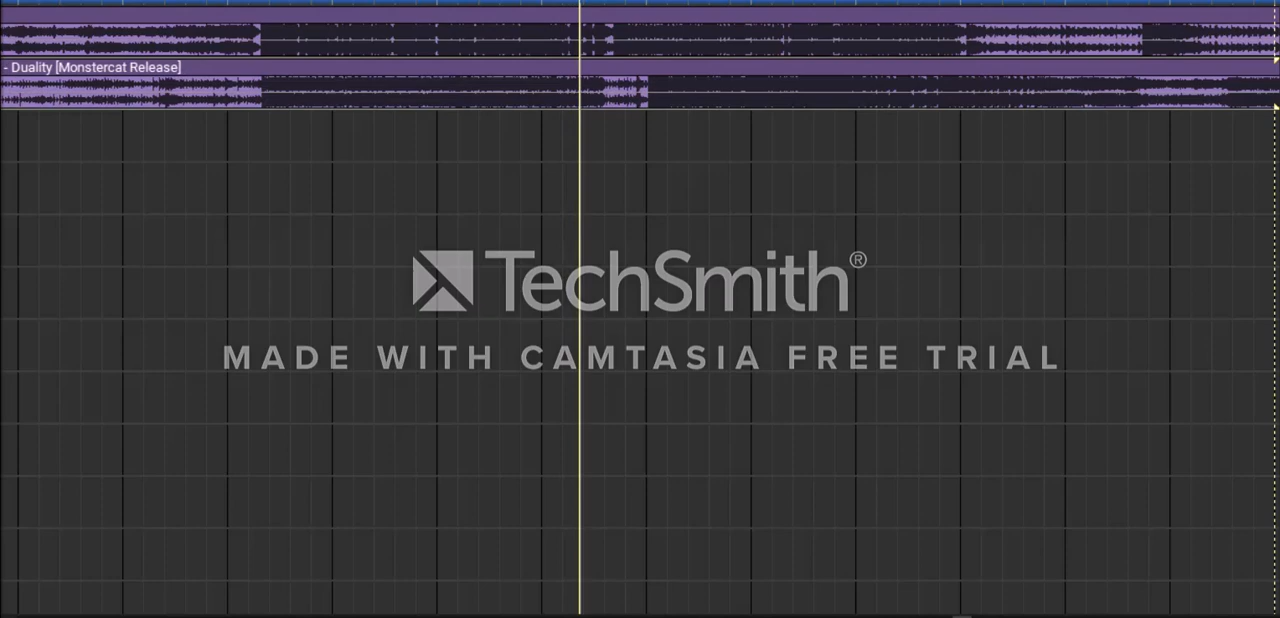 - Duality [Monstercat Release]
TechSmith®
MADE WITH CAMTASIA FREE TRIAL